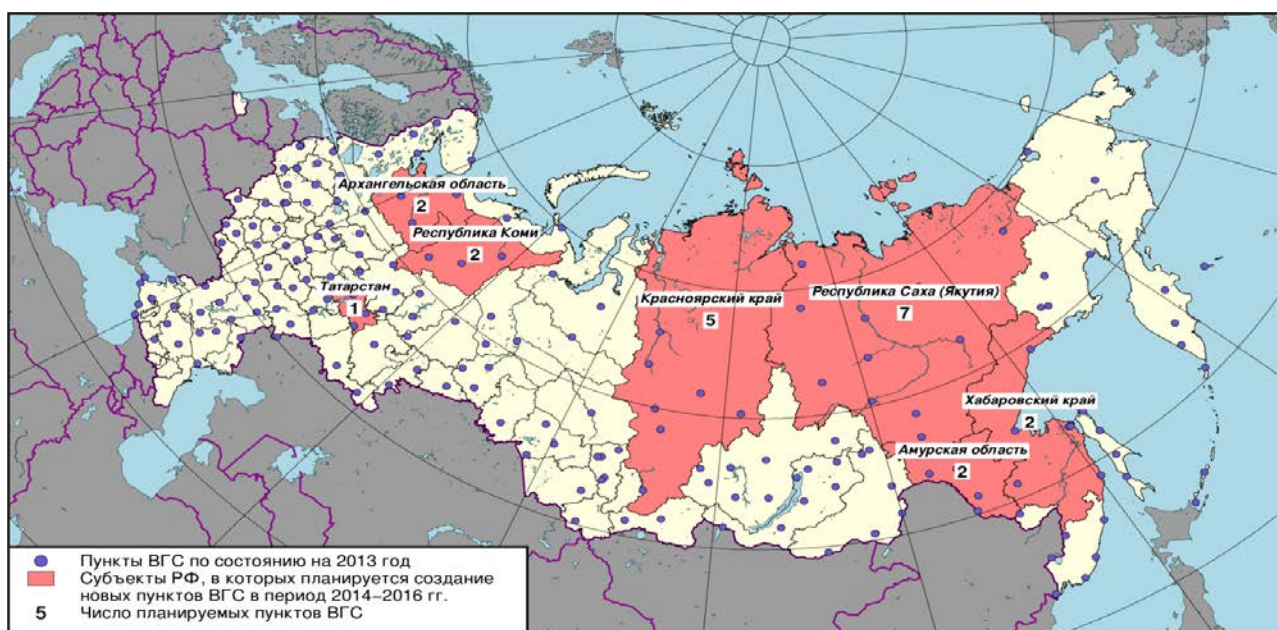 Архангельская область
2
Республика Коми
2
Татарстан
1
Красноярский край
5
Республика Саха (Якутия)
7
Хабаровский край
2
Амурская область
2
Пункты ВГС по состоянию на 2013 год
Субъекты РФ, в которых планируется создание
новых пунктов ВГС в период 2014–2016 гг.
5 Число планируемых пунктов ВГС